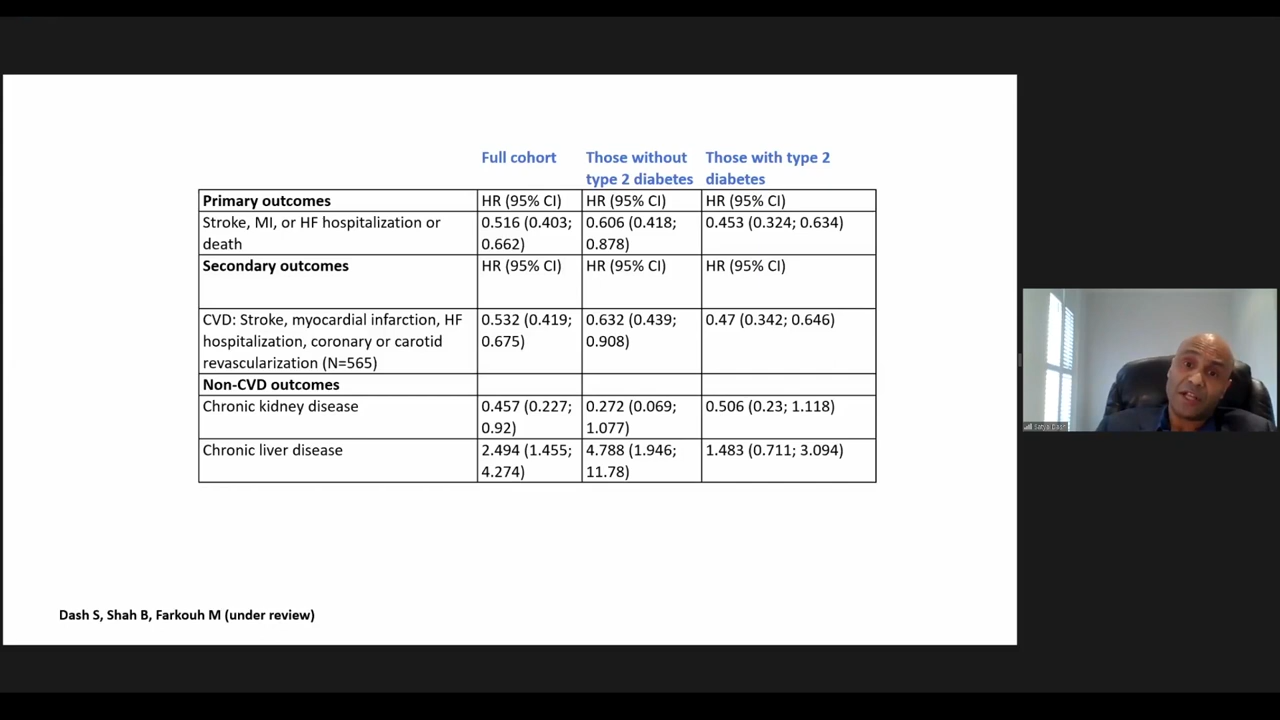 Full cohort
Those without type 2 diabetes
Those with type 2 diabetes
Primary outcomes HR (95% CI) HR (95% CI) HR (95% CI)
Stroke, MI, or HF hospitalization or death 0.516 (0.403; 0.662) 0.606 (0.418; 0.878) 0.453 (0.324; 0.634)
Secondary outcomes HR (95% CI) HR (95% CI) HR (95% CI)
CVD: Stroke, myocardial infarction, HF hospitalization, coronary or carotid revascularization (N=565) 0.532 (0.419; 0.675) 0.632 (0.439; 0.908) 0.47 (0.342; 0.646)
Non-CVD outcomes
Chronic kidney disease 0.457 (0.227; 0.92) 0.272 (0.069; 1.077) 0.506 (0.23; 1.118)
Chronic liver disease 2.494 (1.455; 4.274) 4.788 (1.946; 11.78) 1.483 (0.711; 3.094)
Dash S, Shah B, Farkouh M (under review)